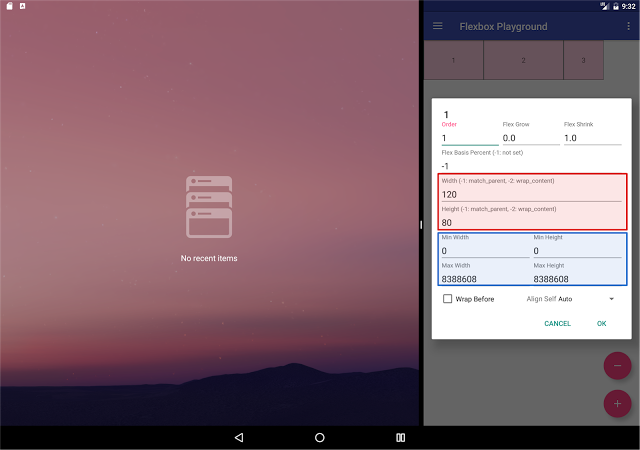 9:32
Flexbox Playground
1 2 3
No recent items
1
Order Flex Grow Flex Shrink
1 0.0 1.0
Flex Basis Percent (-1: not set)
-1
Width (-1: match_parent, -2: wrap_content)
120
Height (-1: match_parent, -2: wrap_content)
80
Min Width Min Height
0 0
Max Width Max Height
8388608 8388608
Wrap Before Align Self Auto
CANCEL OK